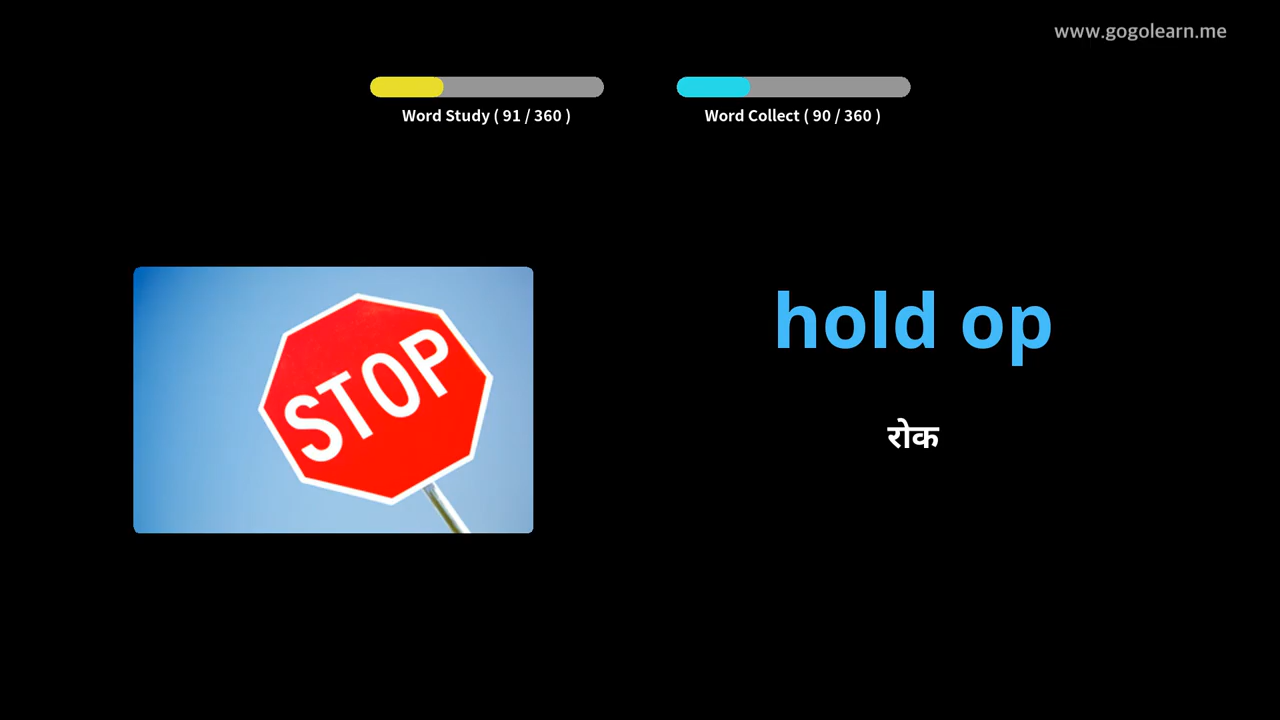 www.gogolearn.me
Word Study ( 91 / 360 )
Word Collect ( 90 / 360 )
STOP
hold op
रोक